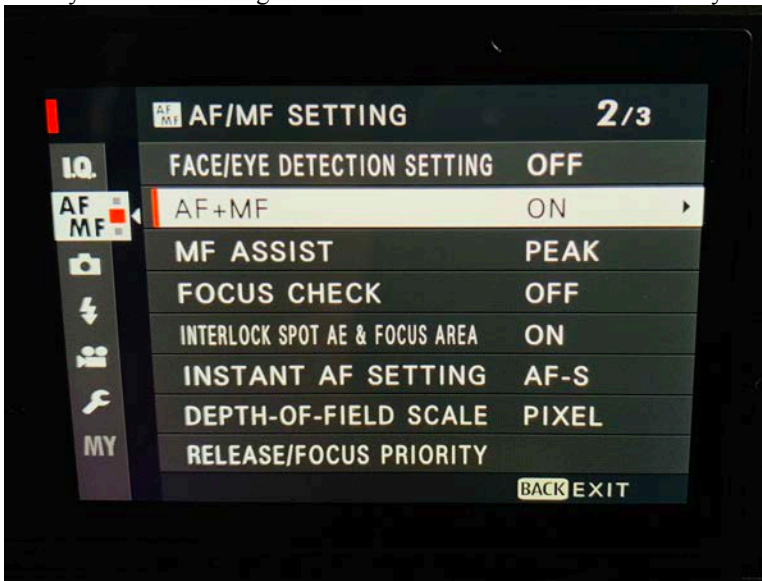 AF MF AF/MF SETTING 2/3
I.Q. FACE/EYE DETECTION SETTING OFF
AF MF AF+MF ON
MF ASSIST PEAK
FOCUS CHECK OFF
INTERLOCK SPOT AE & FOCUS AREA ON
INSTANT AF SETTING AF-S
DEPTH-OF-FIELD SCALE PIXEL
MY RELEASE/FOCUS PRIORITY
BACK EXIT